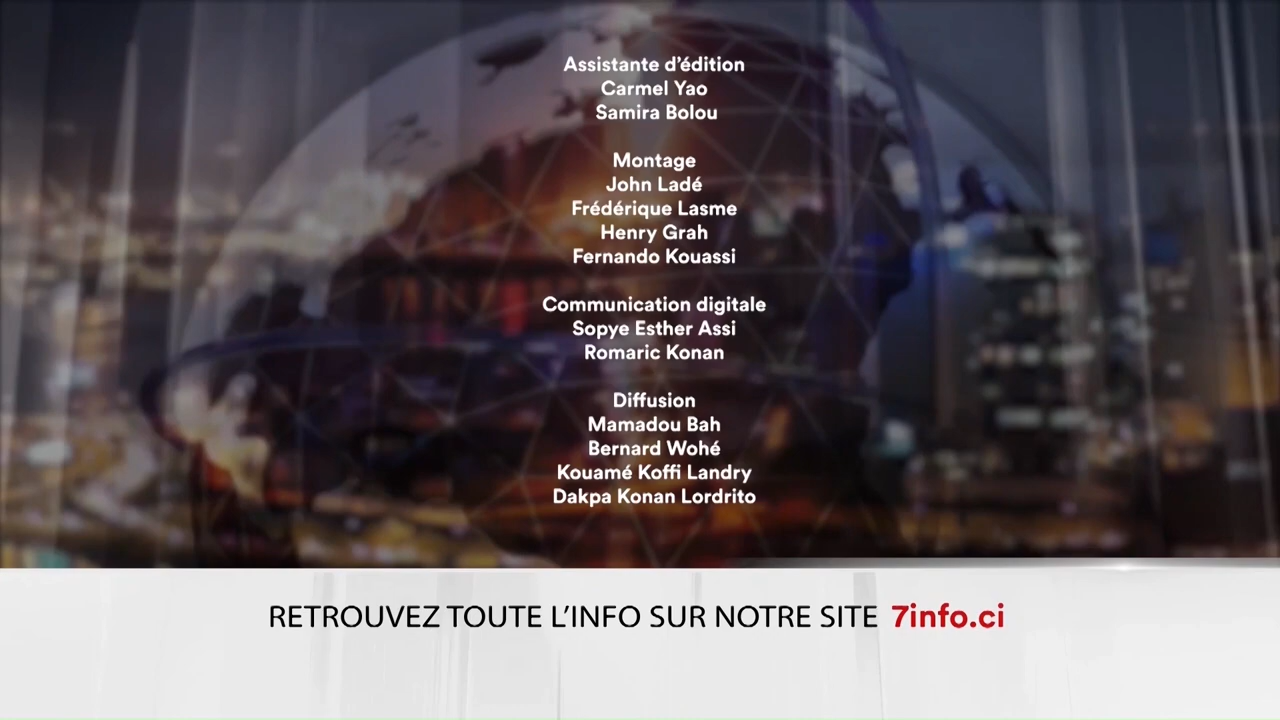 Assistante d'édition
Carmel Yao
Samira Bolou
Montage
John Ladé
Frédérique Lasme
Henry Grah
Fernando Kouassi
Communication digitale
Sopye Esther Assi
Romaric Konan
Diffusion
Mamadou Bah
Bernard Wohé
Kouamé Koffi Landry
Dakpa Konan Lordrito
RETROUVEZ TOUTE L'INFO SUR NOTRE SITE 7info.ci